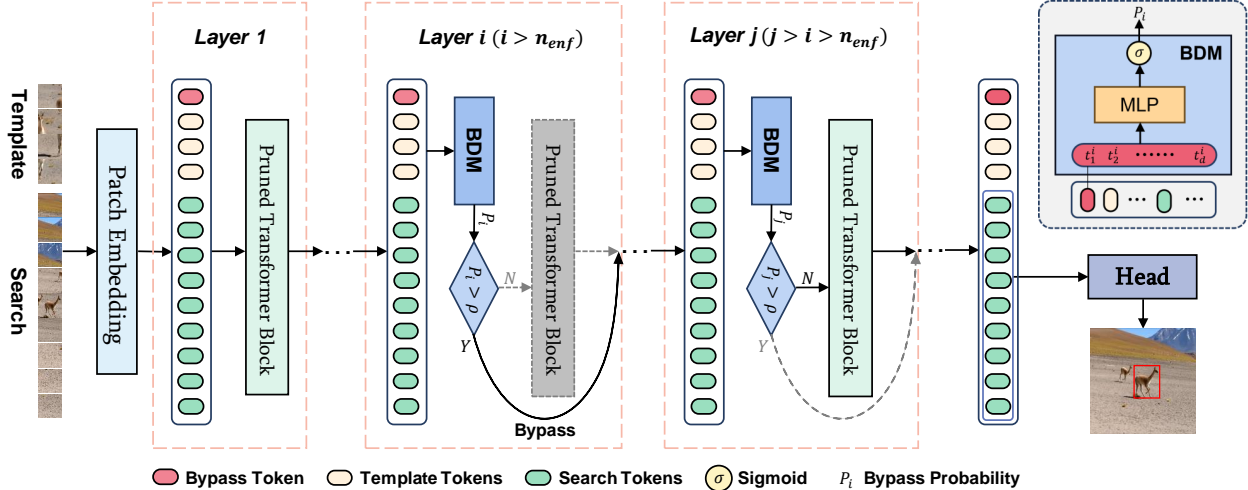 Template
Search
Patch Embedding
Layer 1
Pruned Transformer Block
Layer i (i > n_enf)
BDM
P_i
P_i > ρ
N
Y
Pruned Transformer Block
Bypass
Layer j (j > i > n_enf)
BDM
P_j
P_j > ρ
N
Y
Pruned Transformer Block
Head
P_i
σ
BDM
MLP
t_1^i t_2^i ······ t_d^i
··· ···
Bypass Token
Template Tokens
Search Tokens
σ Sigmoid
P_i Bypass Probability